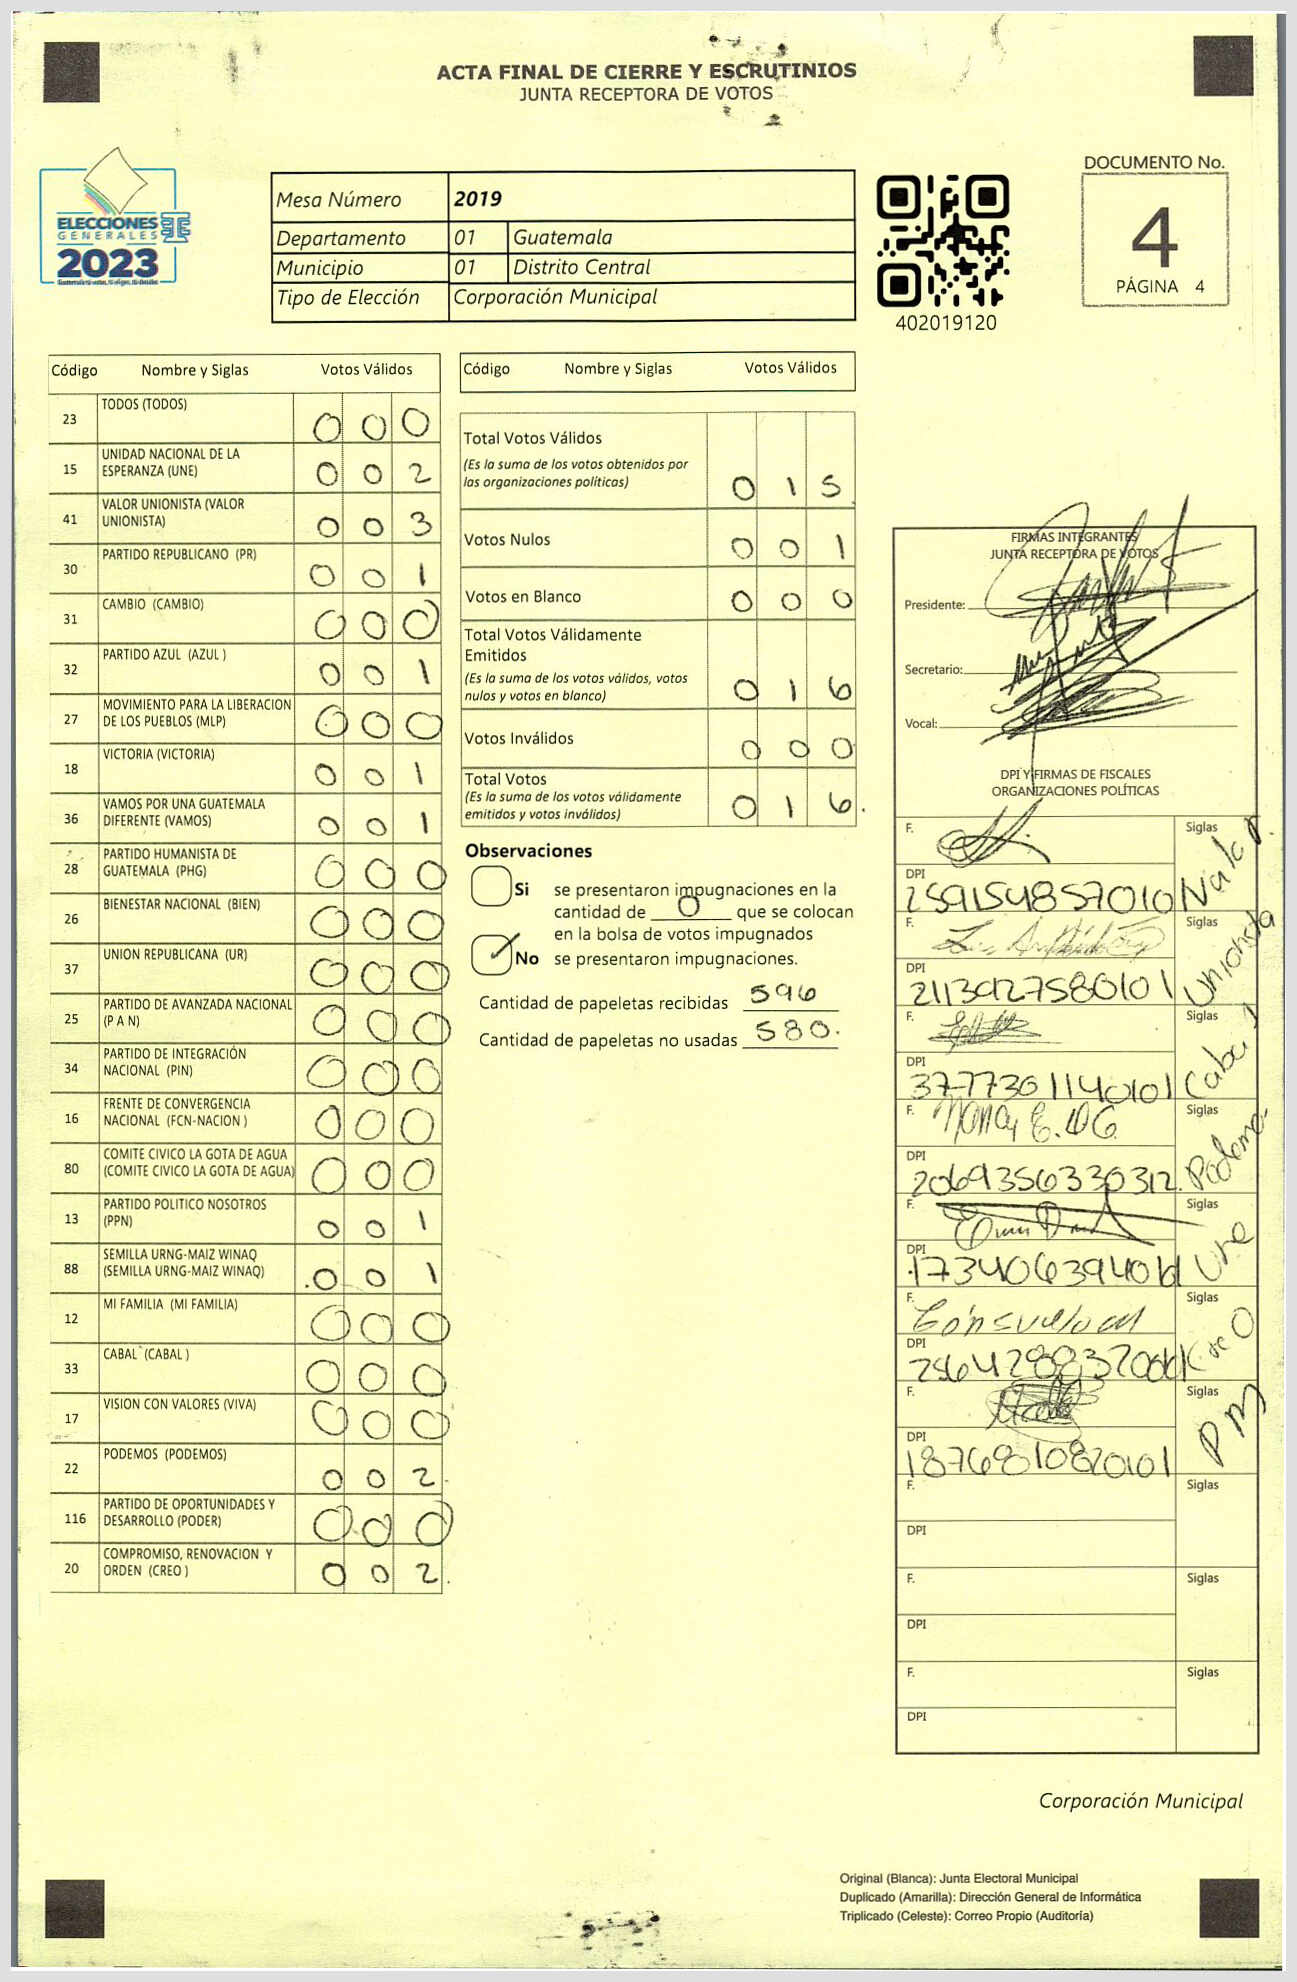 ACTA FINAL DE CIERRE Y ESCRUTINIOS
JUNTA RECEPTORA DE VOTOS
ELECCIONES
GENERALES
2023
Mesa Número 2019
Departamento 01 Guatemala
Municipio 01 Distrito Central
Tipo de Elección Corporación Municipal
402019120
DOCUMENTO No.
4
PÁGINA 4
Código Nombre y Siglas Votos Válidos
23 TODOS (TODOS) 0 0 0
15 UNIDAD NACIONAL DE LA
ESPERANZA (UNE) 0 0 2
41 VALOR UNIONISTA (VALOR
UNIONISTA) 0 0 3
30 PARTIDO REPUBLICANO (PR) 0 0 1
31 CAMBIO (CAMBIO) 0 0 0
32 PARTIDO AZUL (AZUL ) 0 0 1
27 MOVIMIENTO PARA LA LIBERACION
DE LOS PUEBLOS (MLP) 0 0 0
18 VICTORIA (VICTORIA) 0 0 1
36 VAMOS POR UNA GUATEMALA
DIFERENTE (VAMOS) 0 0 1
28 PARTIDO HUMANISTA DE
GUATEMALA (PHG) 0 0 0
26 BIENESTAR NACIONAL (BIEN) 0 0 0
37 UNION REPUBLICANA (UR) 0 0 0
25 PARTIDO DE AVANZADA NACIONAL
(P A N) 0 0 0
34 PARTIDO DE INTEGRACIÓN
NACIONAL (PIN) 0 0 0
16 FRENTE DE CONVERGENCIA
NACIONAL (FCN-NACION ) 0 0 0
80 COMITE CIVICO LA GOTA DE AGUA
(COMITE CIVICO LA GOTA DE AGUA) 0 0 0
13 PARTIDO POLITICO NOSOTROS
(PPN) 0 0 1
88 SEMILLA URNG-MAIZ WINAQ
(SEMILLA URNG-MAIZ WINAQ) 0 0 1
12 MI FAMILIA (MI FAMILIA) 0 0 0
33 CABAL (CABAL ) 0 0 0
17 VISION CON VALORES (VIVA) 0 0 0
22 PODEMOS (PODEMOS) 0 0 2
116 PARTIDO DE OPORTUNIDADES Y
DESARROLLO (PODER) 0 0 0
20 COMPROMISO, RENOVACION Y
ORDEN (CREO ) 0 0 2
Código Nombre y Siglas Votos Válidos
Total Votos Válidos
(Es la suma de los votos obtenidos por
las organizaciones políticas) 0 1 5
Votos Nulos 0 0 1
Votos en Blanco 0 0 0
Total Votos Válidamente
Emitidos
(Es la suma de los votos válidos, votos
nulos y votos en blanco) 0 1 6
Votos Inválidos 0 0 0
Total Votos
(Es la suma de los votos válidamente
emitidos y votos inválidos) 0 1 6
Observaciones
Si se presentaron impugnaciones en la
cantidad de 0 que se colocan
en la bolsa de votos impugnados
No se presentaron impugnaciones.
Cantidad de papeletas recibidas 596
Cantidad de papeletas no usadas 580
FIRMAS INTEGRANTES
JUNTA RECEPTORA DE VOTOS
Presidente:
Secretario:
Vocal:
DPI Y FIRMAS DE FISCALES
ORGANIZACIONES POLÍTICAS
F. Siglas Valor
DPI 2591548570101
F. Siglas Unionista
DPI 2113927580101
F. Siglas Cabal
DPI 3777301140101
F. Nancy E. Siglas
DPI 2069356330312
F. Siglas Une
DPI
F. Consuelo Siglas
DPI
F. Siglas
DPI 1876810820101
F. Siglas
DPI
F. Siglas
DPI
F. Siglas
DPI
Corporación Municipal
Original (Blanca): Junta Electoral Municipal
Duplicado (Amarilla): Dirección General de Informática
Triplicado (Celeste): Correo Propio (Auditoría)